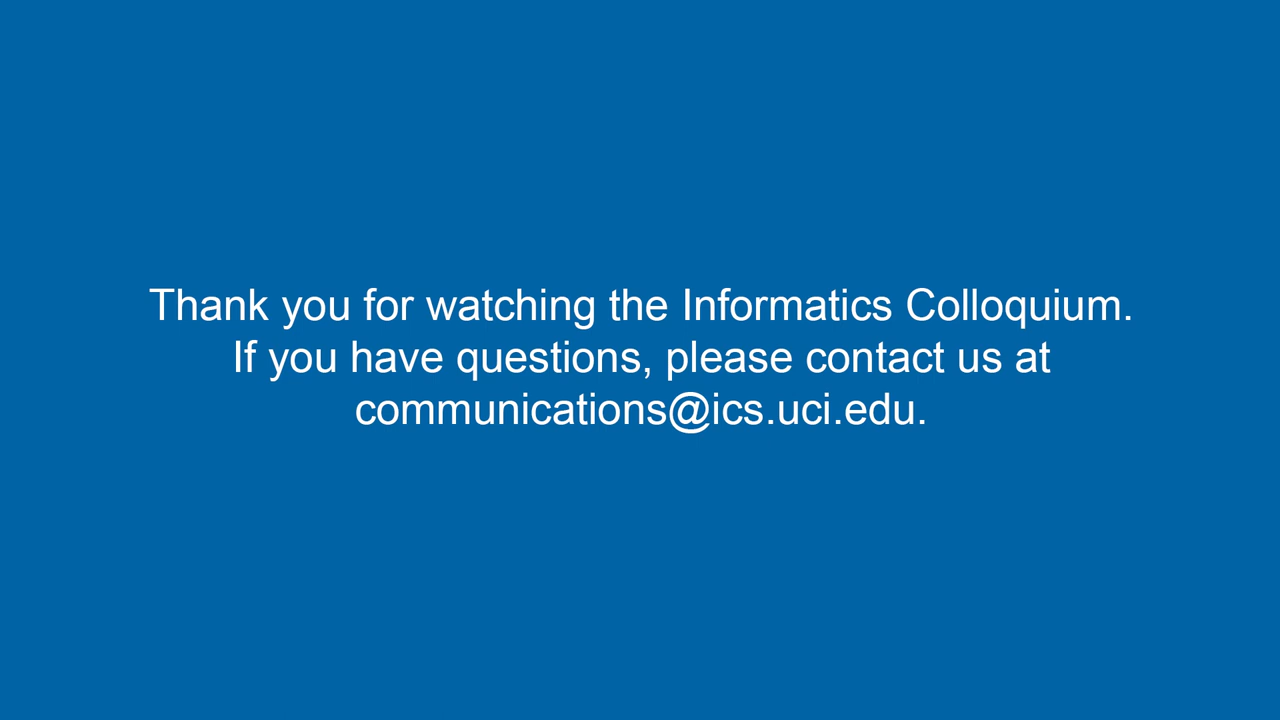 Thank you for watching the Informatics Colloquium.
If you have questions, please contact us at
communications@ics.uci.edu.